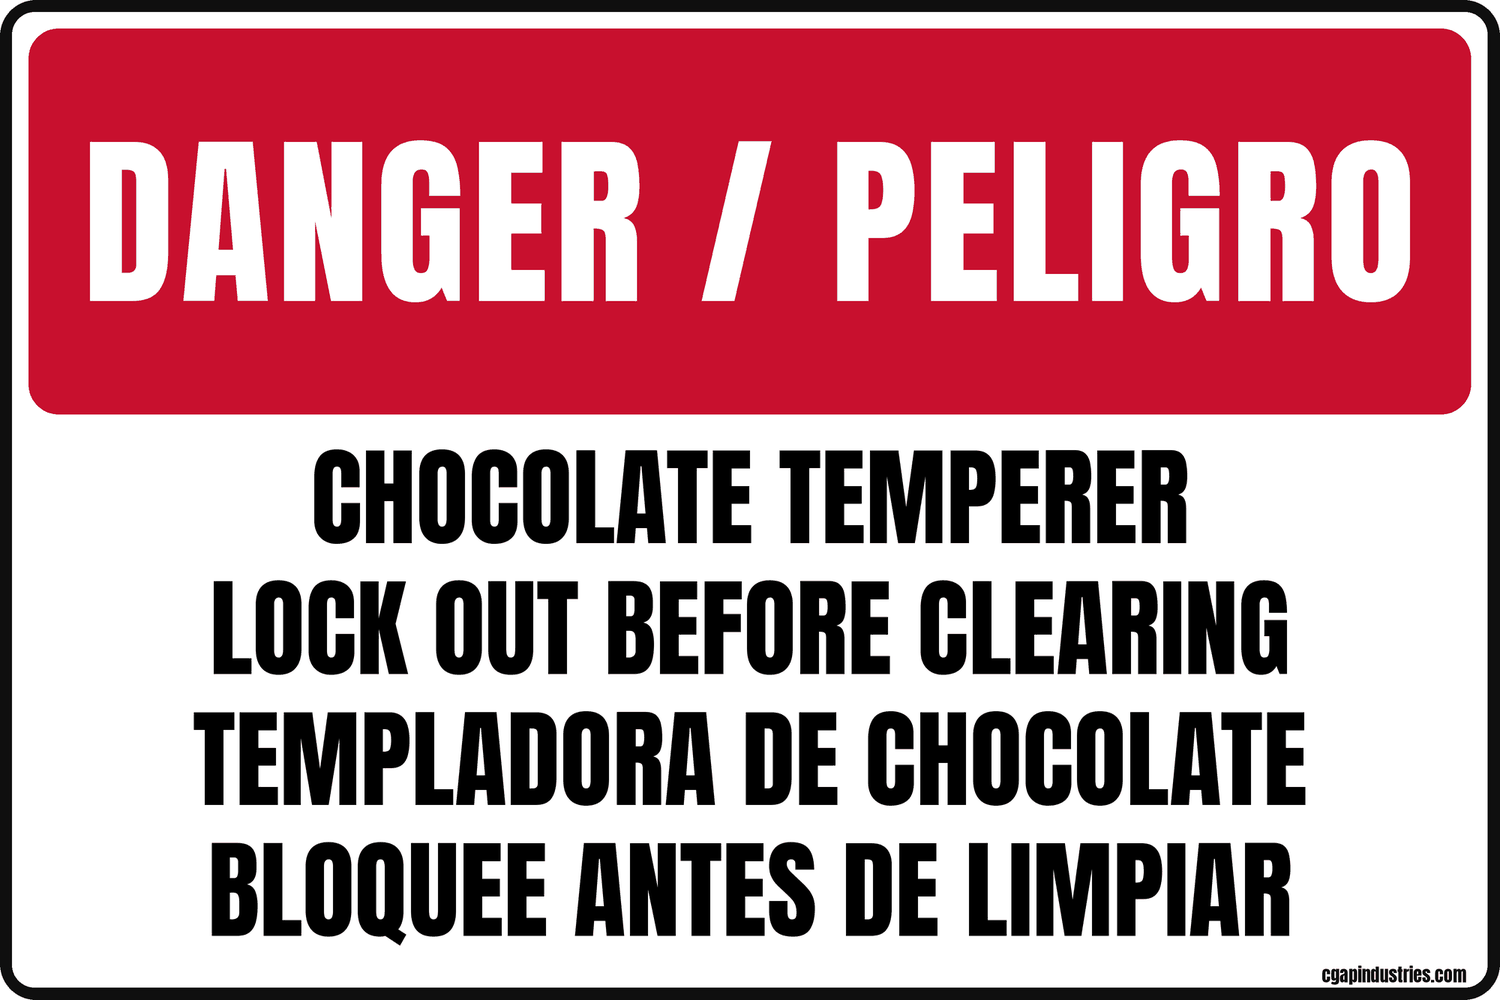 DANGER / PELIGRO
CHOCOLATE TEMPERER
LOCK OUT BEFORE CLEARING
TEMPLADORA DE CHOCOLATE
BLOQUEE ANTES DE LIMPIAR
cgapindustries.com